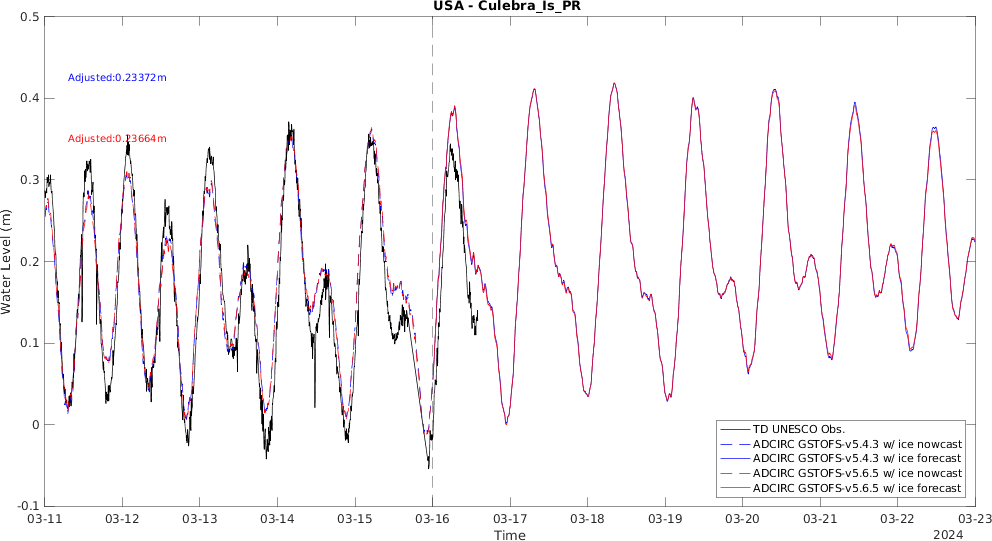 USA - Culebra_Is_PR
0.5
0.4
0.3
0.2
0.1
0
-0.1
Water Level (m)
Adjusted:0.23372m
Adjusted:0.23664m
TD UNESCO Obs.
ADCIRC GSTOFS-v5.4.3 w/ ice nowcast
ADCIRC GSTOFS-v5.4.3 w/ ice forecast
ADCIRC GSTOFS-v5.6.5 w/ ice nowcast
ADCIRC GSTOFS-v5.6.5 w/ ice forecast
03-11 03-12 03-13 03-14 03-15 03-16 03-17 03-18 03-19 03-20 03-21 03-22 03-23
Time
2024